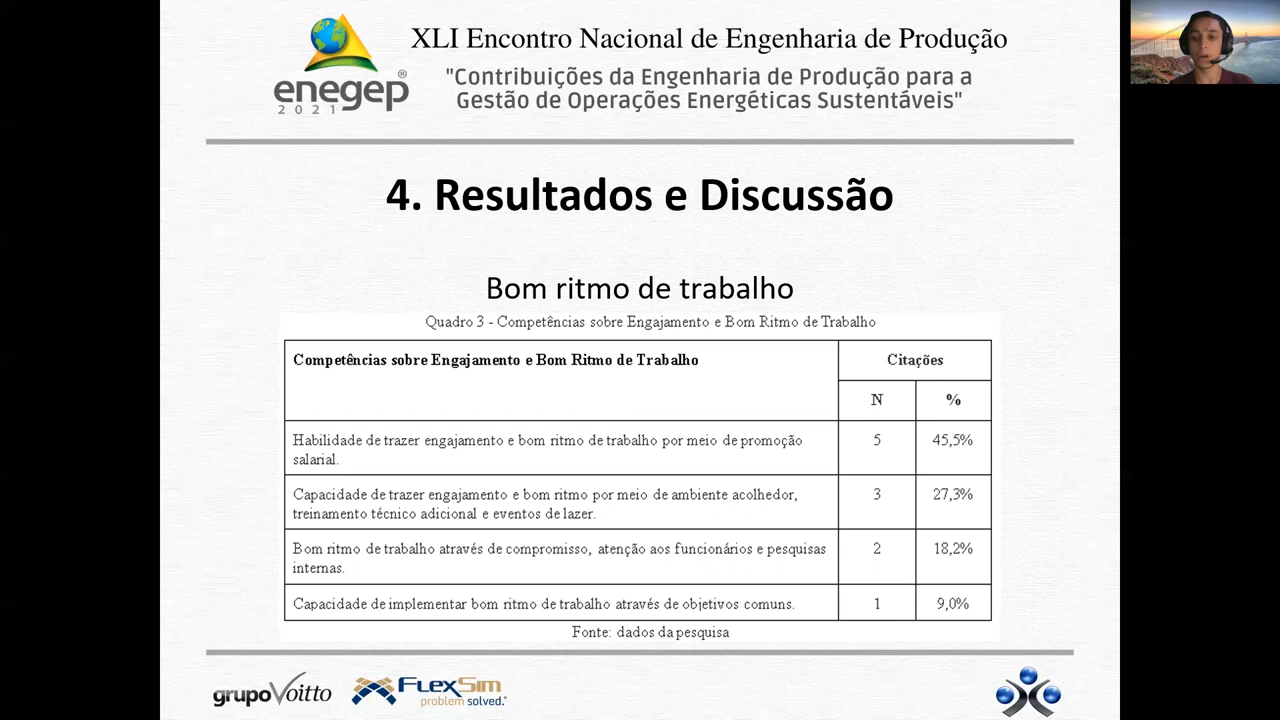 XLI Encontro Nacional de Engenharia de Produção
"Contribuições da Engenharia de Produção para a
Gestão de Operações Energéticas Sustentáveis"
enegep®
2021
4. Resultados e Discussão
Bom ritmo de trabalho
Quadro 3 - Competências sobre Engajamento e Bom Ritmo de Trabalho
Competências sobre Engajamento e Bom Ritmo de Trabalho Citações
N %
Habilidade de trazer engajamento e bom ritmo de trabalho por meio de promoção
salarial. 5 45,5%
Capacidade de trazer engajamento e bom ritmo por meio de ambiente acolhedor,
treinamento técnico adicional e eventos de lazer. 3 27,3%
Bom ritmo de trabalho através de compromisso, atenção aos funcionários e pesquisas
internas. 2 18,2%
Capacidade de implementar bom ritmo de trabalho através de objetivos comuns. 1 9,0%
Fonte: dados da pesquisa
grupoVoitto
FlexSim
problem solved.®